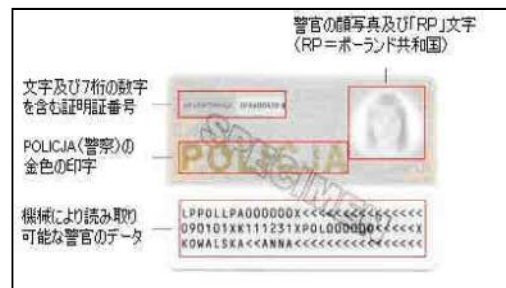 警官の顔写真及び「RP」文字
(RP=ポーランド共和国)
文字及び7桁の数字
を含む証明証番号
POLICJA(警察)の
金色の印字
POLICJA
SPECIMEN
機械により読み取り
可能な警官のデータ
LPPOLLPA000000X<<<<<<<<<<<<<<<
090101XK111231XPOL000000<<<<<X
KOWALSKA<<ANNA<<<<<<<<<<<<<<<<